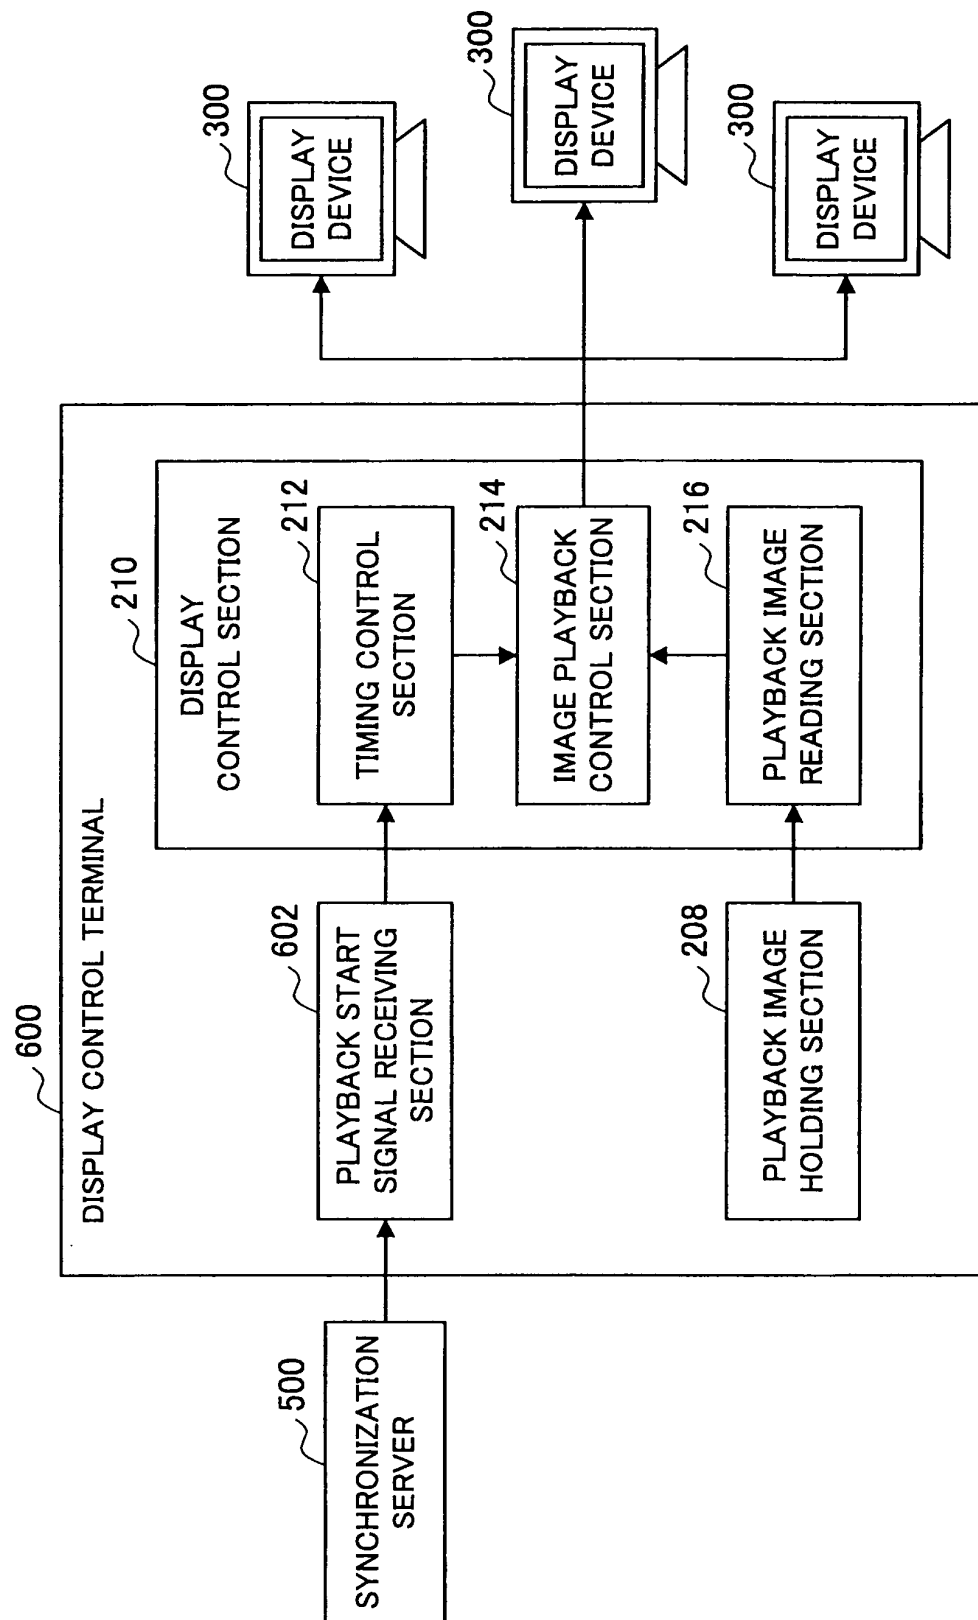 600
DISPLAY CONTROL TERMINAL
210
DISPLAY
CONTROL SECTION
500
SYNCHRONIZATION
SERVER
602
PLAYBACK START
SIGNAL RECEIVING
SECTION
212
TIMING CONTROL
SECTION
214
IMAGE PLAYBACK
CONTROL SECTION
208
PLAYBACK IMAGE
HOLDING SECTION
216
PLAYBACK IMAGE
READING SECTION
300
DISPLAY
DEVICE
300
DISPLAY
DEVICE
300
DISPLAY
DEVICE